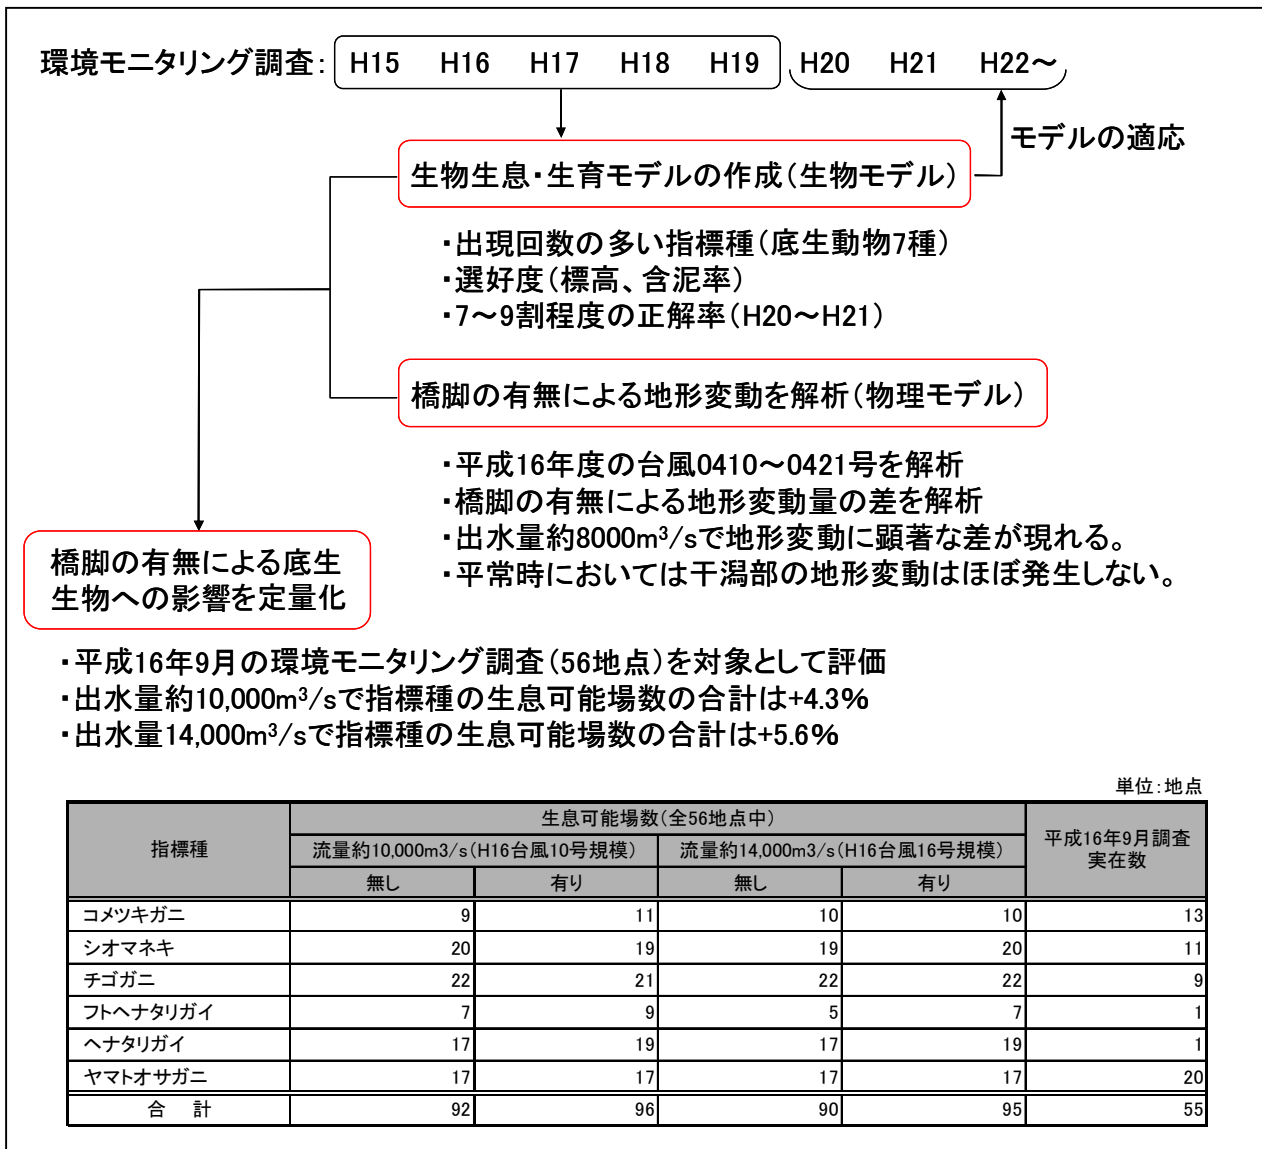 環境モニタリング調査： H15 H16 H17 H18 H19 H20 H21 H22～
モデルの適応
生物生息・生育モデルの作成（生物モデル）
・出現回数の多い指標種（底生動物7種）
・選好度（標高、含泥率）
・7～9割程度の正解率（H20～H21）
橋脚の有無による地形変動を解析（物理モデル）
・平成16年度の台風0410～0421号を解析
・橋脚の有無による地形変動量の差を解析
・出水量約8000m³/sで地形変動に顕著な差が現れる。
・平常時においては干潟部の地形変動はほぼ発生しない。
橋脚の有無による底生
生物への影響を定量化
・平成16年9月の環境モニタリング調査（56地点）を対象として評価
・出水量約10,000m³/sで指標種の生息可能場数の合計は+4.3%
・出水量14,000m³/sで指標種の生息可能場数の合計は+5.6%
単位：地点
指標種 生息可能場数（全56地点中） 平成16年9月調査
実在数
流量約10,000m3/s（H16台風10号規模） 流量約14,000m3/s（H16台風16号規模）
無し 有り 無し 有り
コメツキガニ 9 11 10 10 13
シオマネキ 20 19 19 20 11
チゴガニ 22 21 22 22 9
フトヘナタリガイ 7 9 5 7 1
ヘナタリガイ 17 19 17 19 1
ヤマトオサガニ 17 17 17 17 20
合 計 92 96 90 95 55